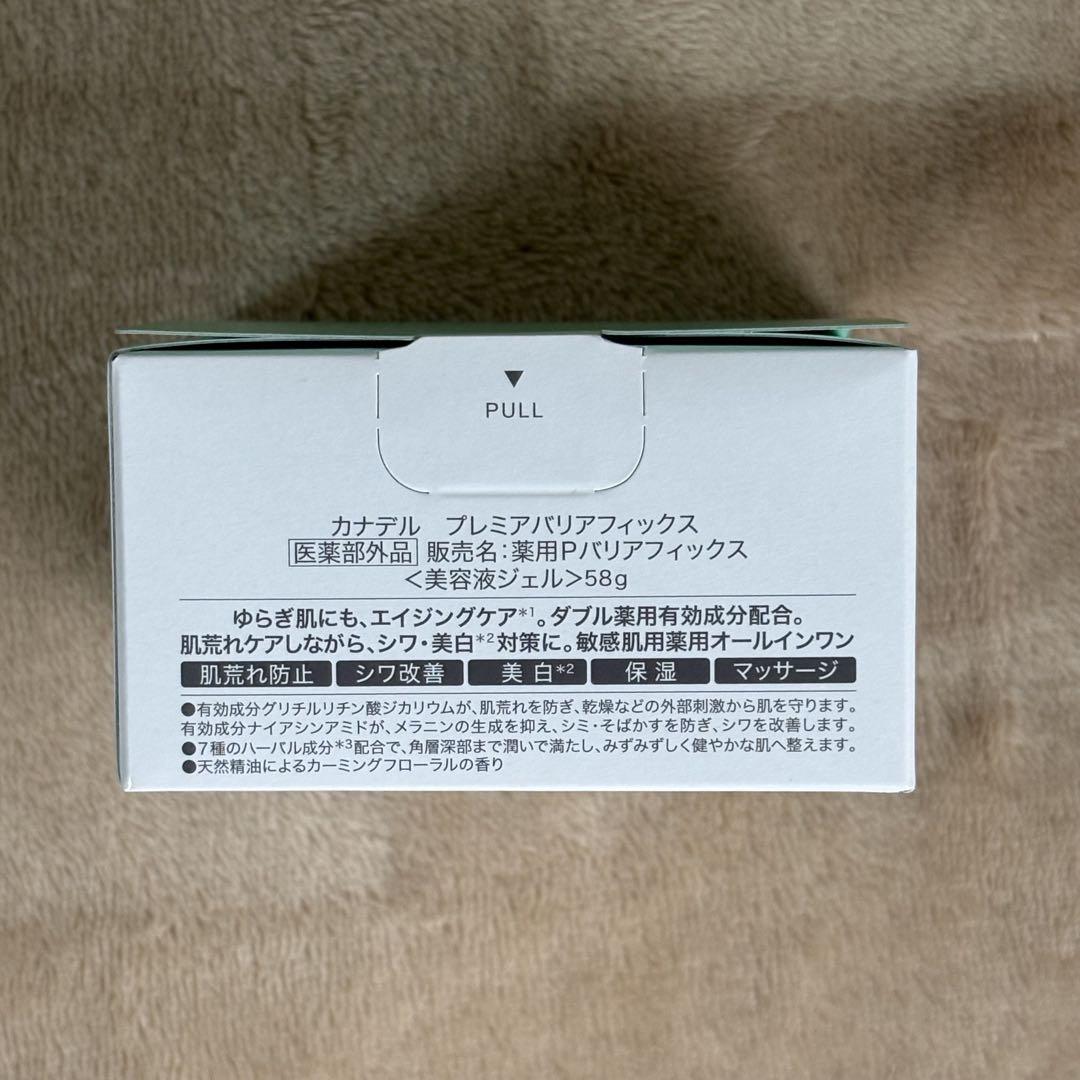 ▼
PULL
カナデル　プレミアバリアフィックス
医薬部外品 販売名：薬用Pバリアフィックス
＜美容液ジェル＞58g
ゆらぎ肌にも、エイジングケア*1。ダブル薬用有効成分配合。
肌荒れケアしながら、シワ・美白*2対策に。敏感肌用薬用オールインワン
肌荒れ防止 シワ改善 美白*2 保湿 マッサージ
●有効成分グリチルリチン酸ジカリウムが、肌荒れを防ぎ、乾燥などの外部刺激から肌を守ります。
有効成分ナイアシンアミドが、メラニンの生成を抑え、シミ・そばかすを防ぎ、シワを改善します。
●7種のハーバル成分*3配合で、角層深部まで潤いで満たし、みずみずしく健やかな肌へ整えます。
●天然精油によるカーミングフローラルの香り